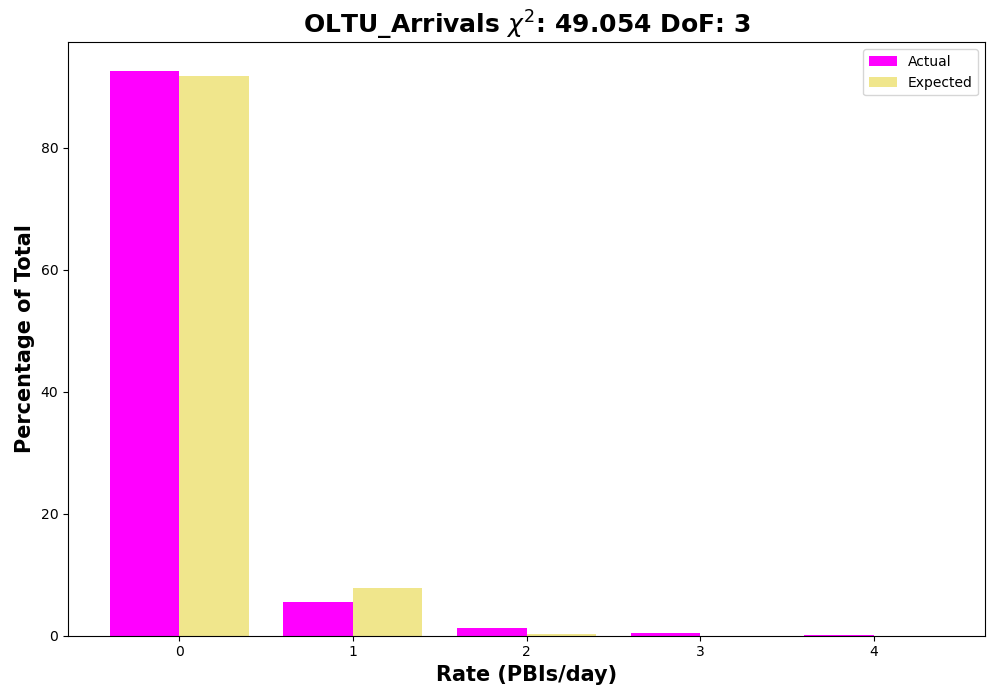 OLTU_Arrivals χ²: 49.054 DoF: 3
Actual
Expected
Percentage of Total
80
60
40
20
0
0 1 2 3 4
Rate (PBIs/day)